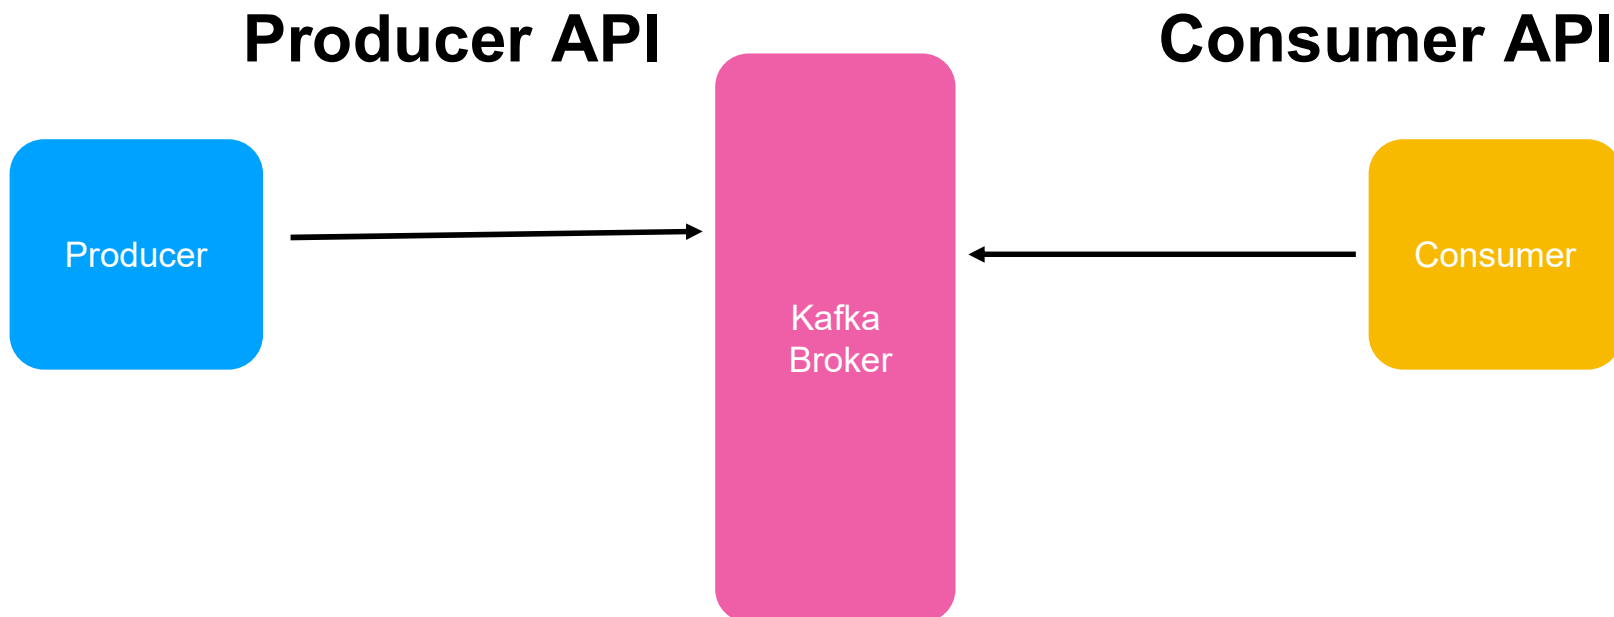 Producer API
Consumer API
Producer
Kafka
Broker
Consumer